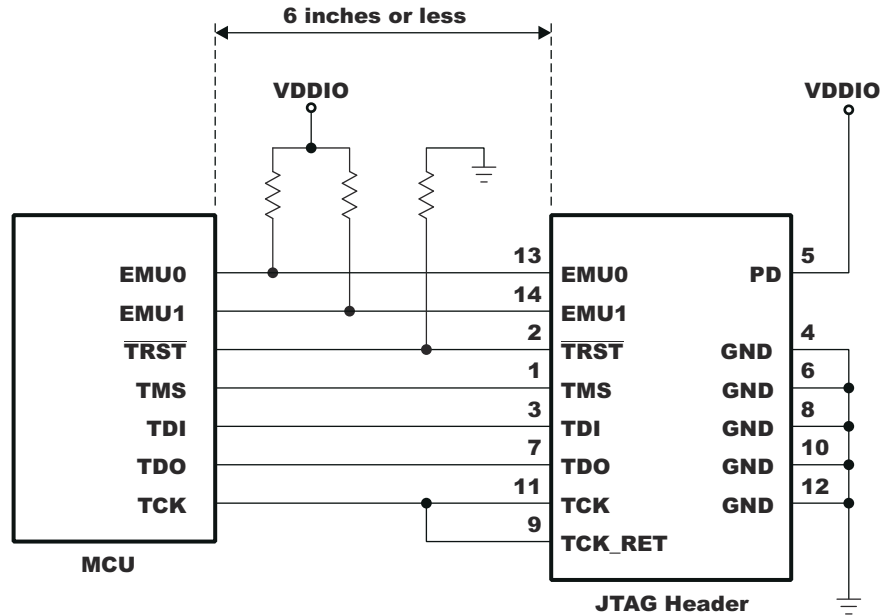 6 inches or less
VDDIO
VDDIO
EMU0
EMU1
TRST
TMS
TDI
TDO
TCK
MCU
13
14
2
1
3
7
11
9
EMU0
EMU1
TRST
TMS
TDI
TDO
TCK
TCK_RET
PD
GND
GND
GND
GND
GND
5
4
6
8
10
12
JTAG Header